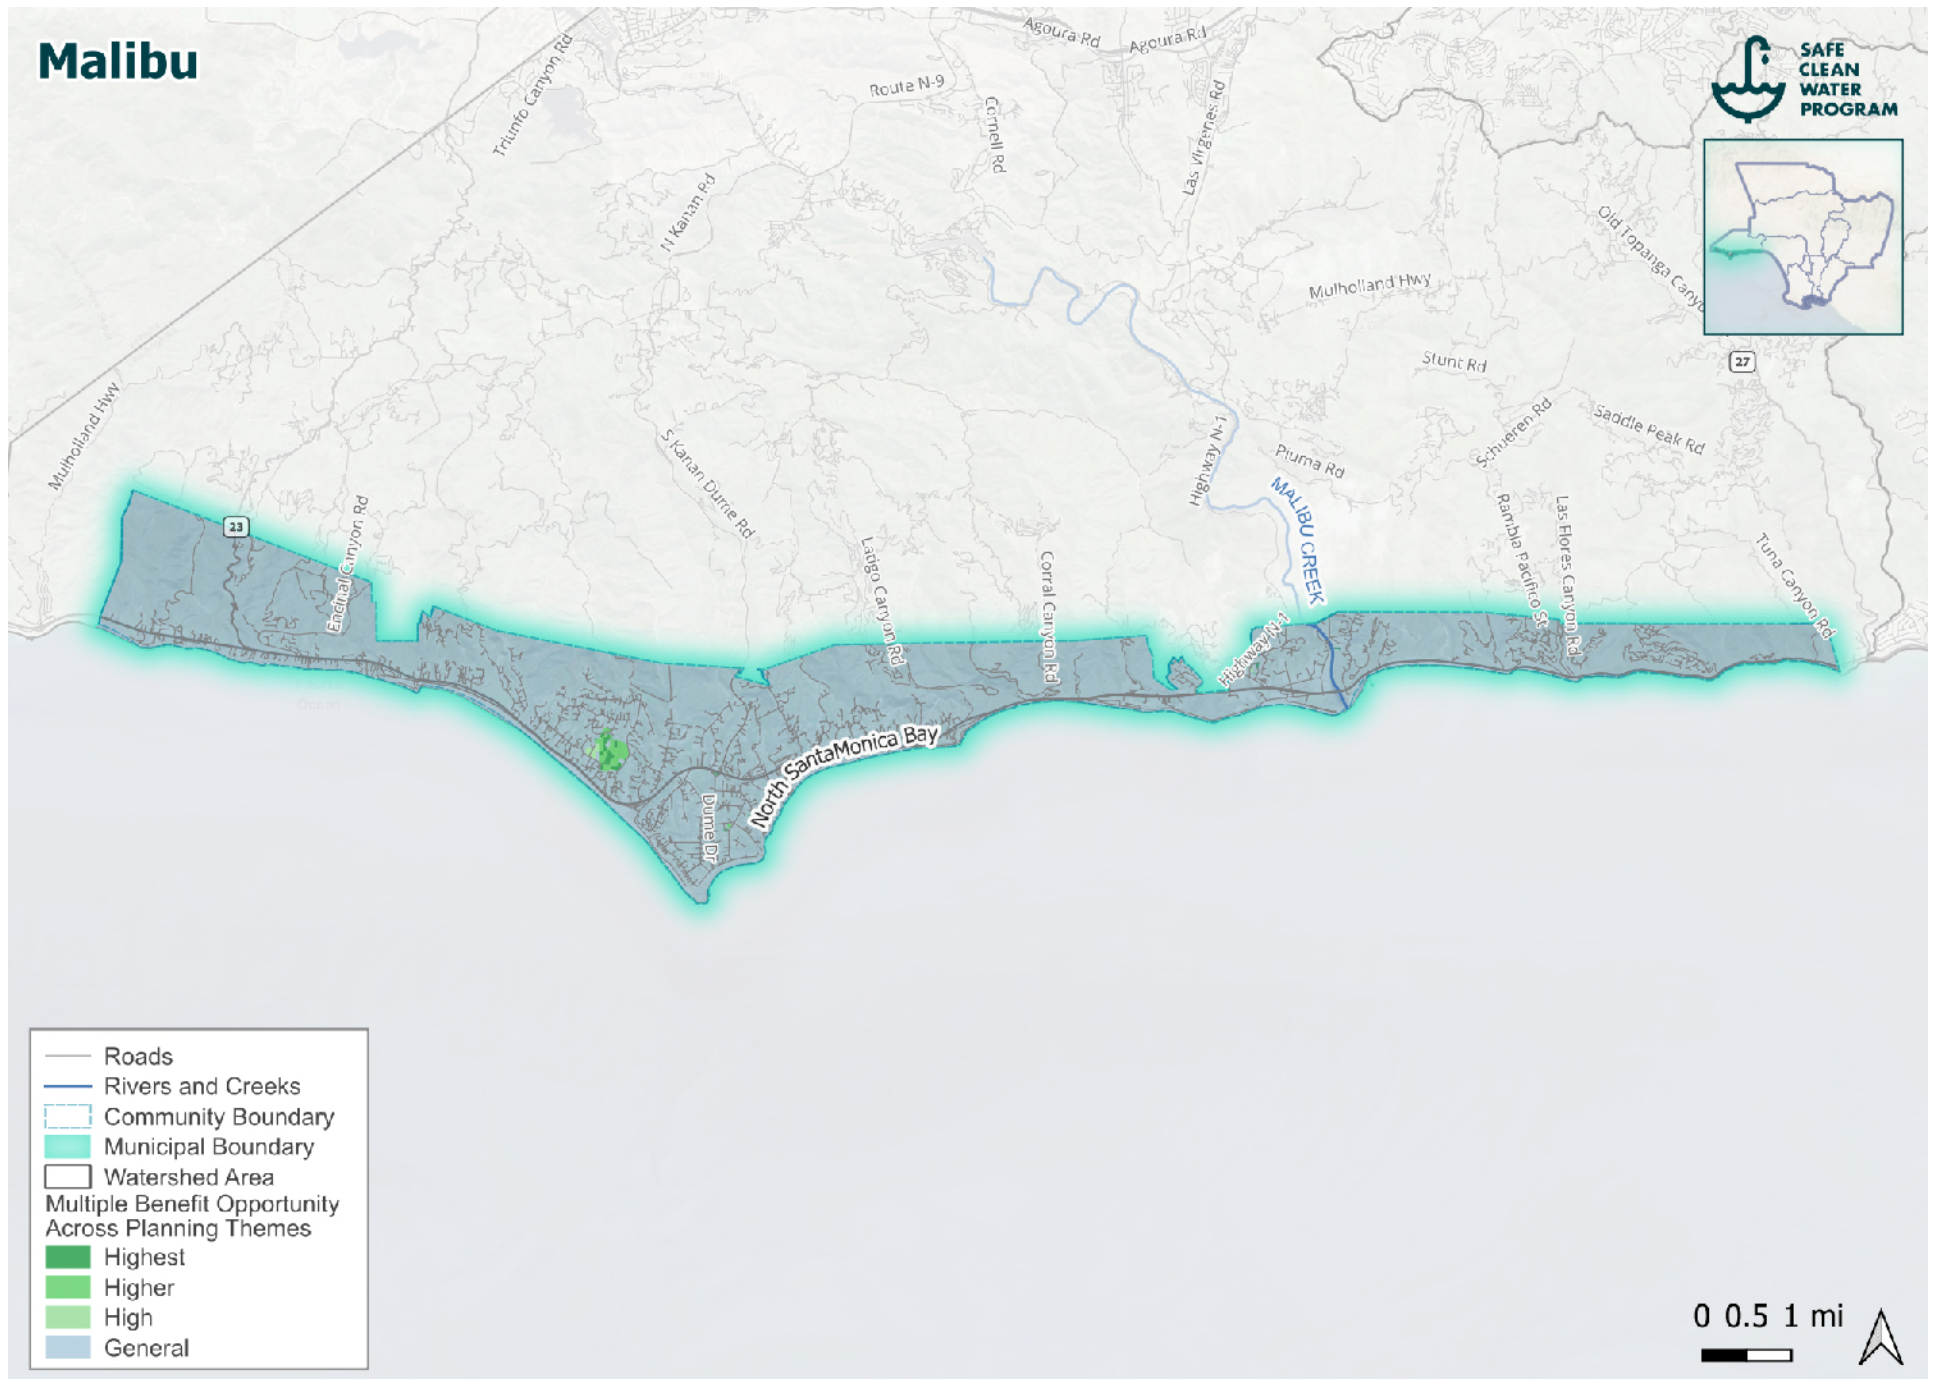 Malibu
SAFE
CLEAN
WATER
PROGRAM
Agoura Rd
Agoura Rd
Triunfo Canyon Rd
Route N-9
Cornell Rd
Las Virgenes Rd
N Kanan Rd
Old Topanga Canyo
Mulholland Hwy
Stunt Rd
27
Mulholland Hwy
Schueren Rd
Saddle Peak Rd
S Kanan Dume Rd
Highway N-1
Piuma Rd
MALIBU CREEK
23
Encinal Canyon Rd
Latigo Canyon Rd
Corral Canyon Rd
Rambla Pacifico St
Las Flores Canyon Rd
Tuna Canyon Rd
Highway N-1
Ocean
North SantaMonica Bay
Dume Dr
Roads
Rivers and Creeks
Community Boundary
Municipal Boundary
Watershed Area
Multiple Benefit Opportunity
Across Planning Themes
Highest
Higher
High
General
0 0.5 1 mi